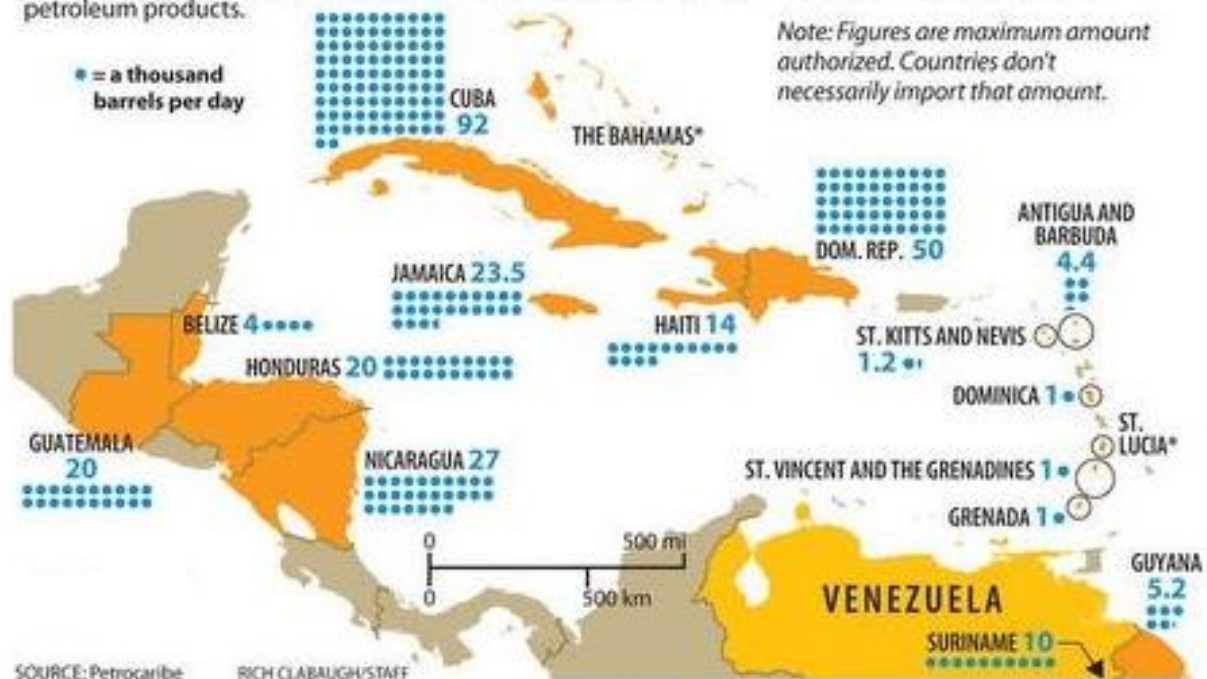 petroleum products.
= a thousand
barrels per day
Note: Figures are maximum amount
authorized. Countries don't
necessarily import that amount.
CUBA
92
THE BAHAMAS*
DOM. REP. 50
ANTIGUA AND
BARBUDA
4.4
JAMAICA 23.5
BELIZE 4
HAITI 14
ST. KITTS AND NEVIS
1.2
HONDURAS 20
DOMINICA 1
ST.
LUCIA*
GUATEMALA
20
NICARAGUA 27
ST. VINCENT AND THE GRENADINES 1
GRENADA 1
0 500 mi
0 500 km
GUYANA
5.2
VENEZUELA
SURINAME 10
SOURCE: Petrocaribe RICH CLABAUGH/STAFF